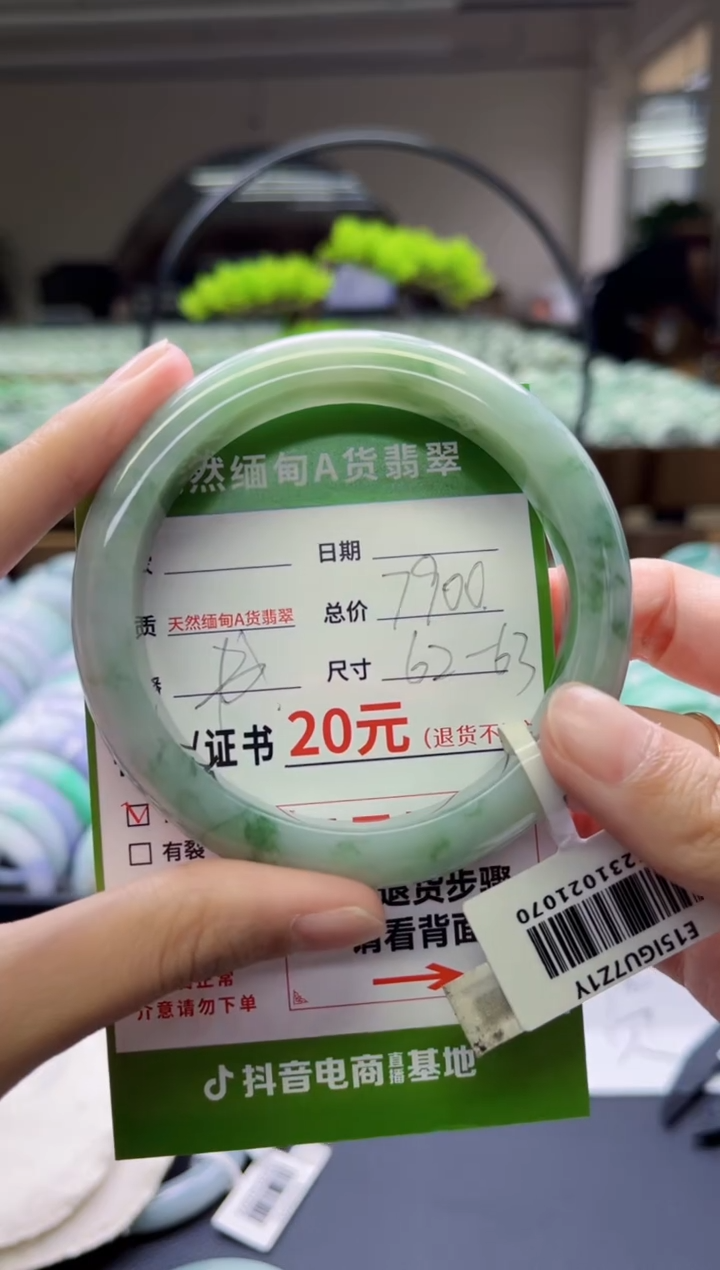 然缅甸A货翡翠
日期
质 天然缅甸A货翡翠 总价 7900
尺寸 62-63
证书 20元 (退货不
有裂
退货步骤
请看背面
正常
介意请勿下单
抖音电商直播基地
231021070
E15IGU7Z1Y